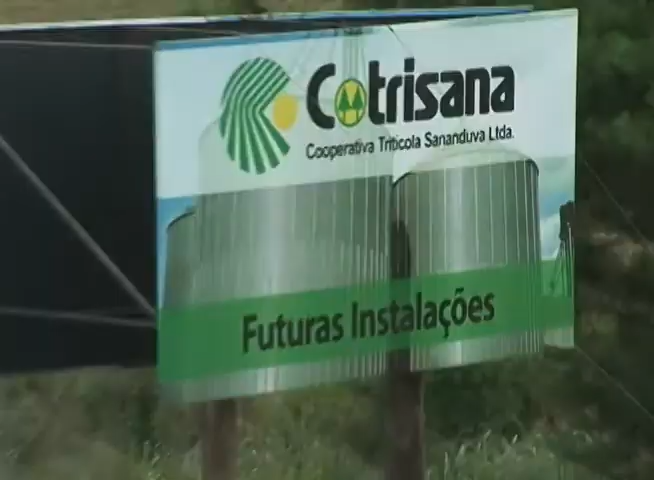 Cotrisana
Cooperativa Tritícola Sananduva Ltda.
Futuras Instalações